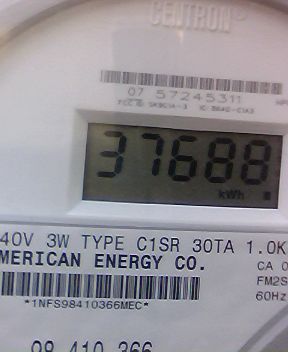 CENTRON
07 57245311
37688
kWh
40V 3W TYPE C1SR 30TA 1.0K
MERICAN ENERGY CO.
CA 0
FM2S
60Hz
*1NFS98410366MEC*
98 410 366